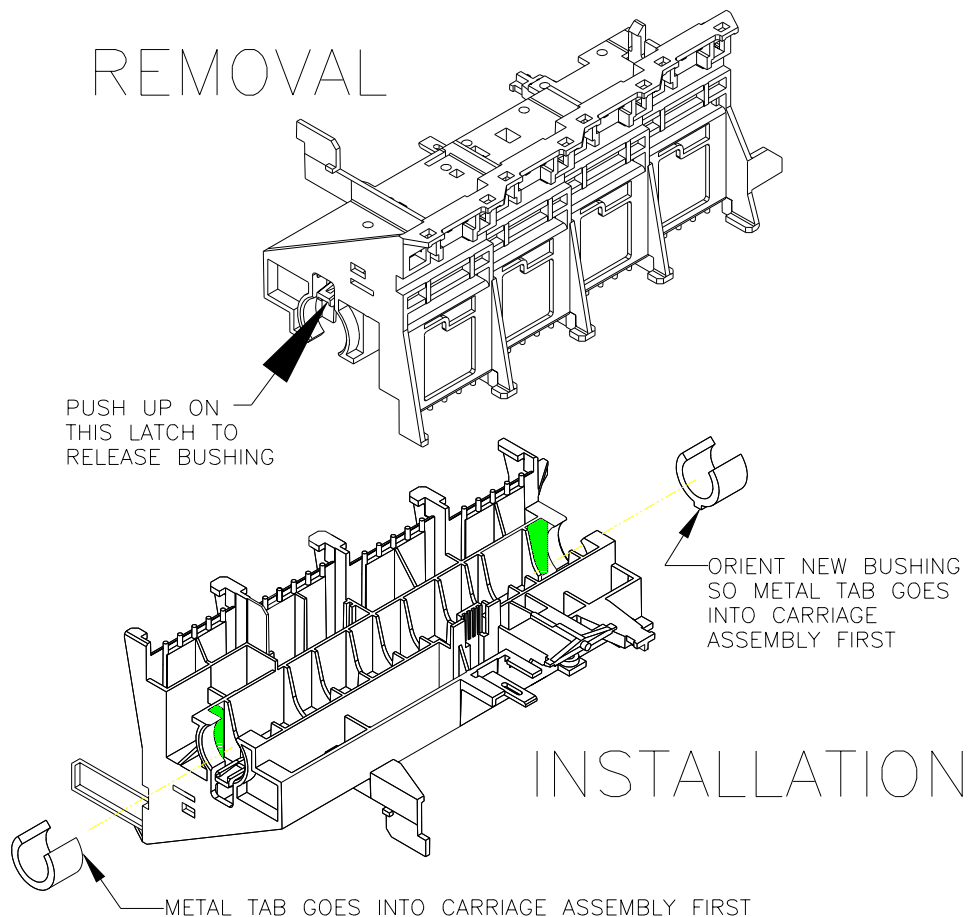 REMOVAL
PUSH UP ON
THIS LATCH TO
RELEASE BUSHING
ORIENT NEW BUSHING
SO METAL TAB GOES
INTO CARRIAGE
ASSEMBLY FIRST
INSTALLATION
METAL TAB GOES INTO CARRIAGE ASSEMBLY FIRST